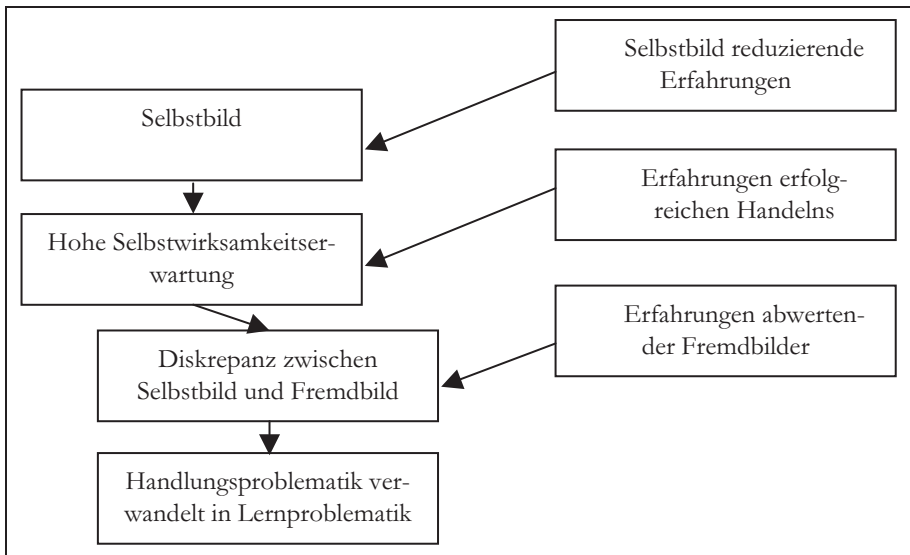 Selbstbild reduzierende
Erfahrungen
Selbstbild
Erfahrungen erfolg-
reichen Handelns
Hohe Selbstwirksamkeitser-
wartung
Erfahrungen abwerten-
der Fremdbilder
Diskrepanz zwischen
Selbstbild und Fremdbild
Handlungsproblematik ver-
wandelt in Lernproblematik